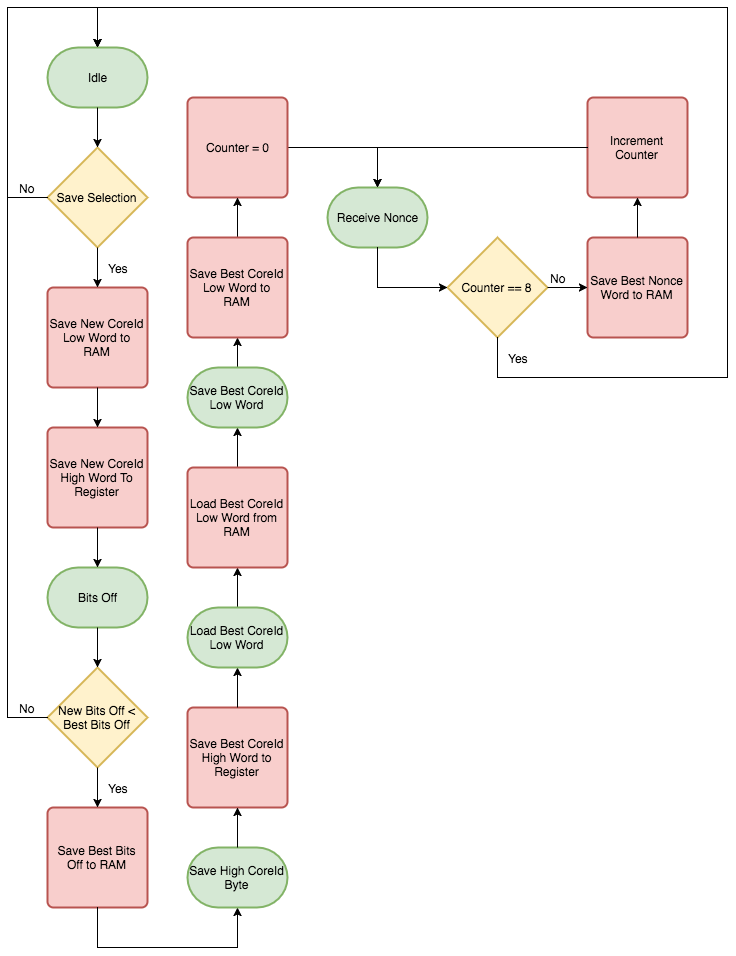 Idle
Save Selection
No
Yes
Save New CoreId
Low Word to
RAM
Save New CoreId
High Word To
Register
Bits Off
New Bits Off <
Best Bits Off
No
Yes
Save Best Bits
Off to RAM
Save High CoreId
Byte
Save Best CoreId
High Word to
Register
Load Best CoreId
Low Word
Load Best CoreId
Low Word from
RAM
Save Best CoreId
Low Word
Save Best CoreId
Low Word to
RAM
Counter = 0
Receive Nonce
Counter == 8
No
Yes
Save Best Nonce
Word to RAM
Increment
Counter